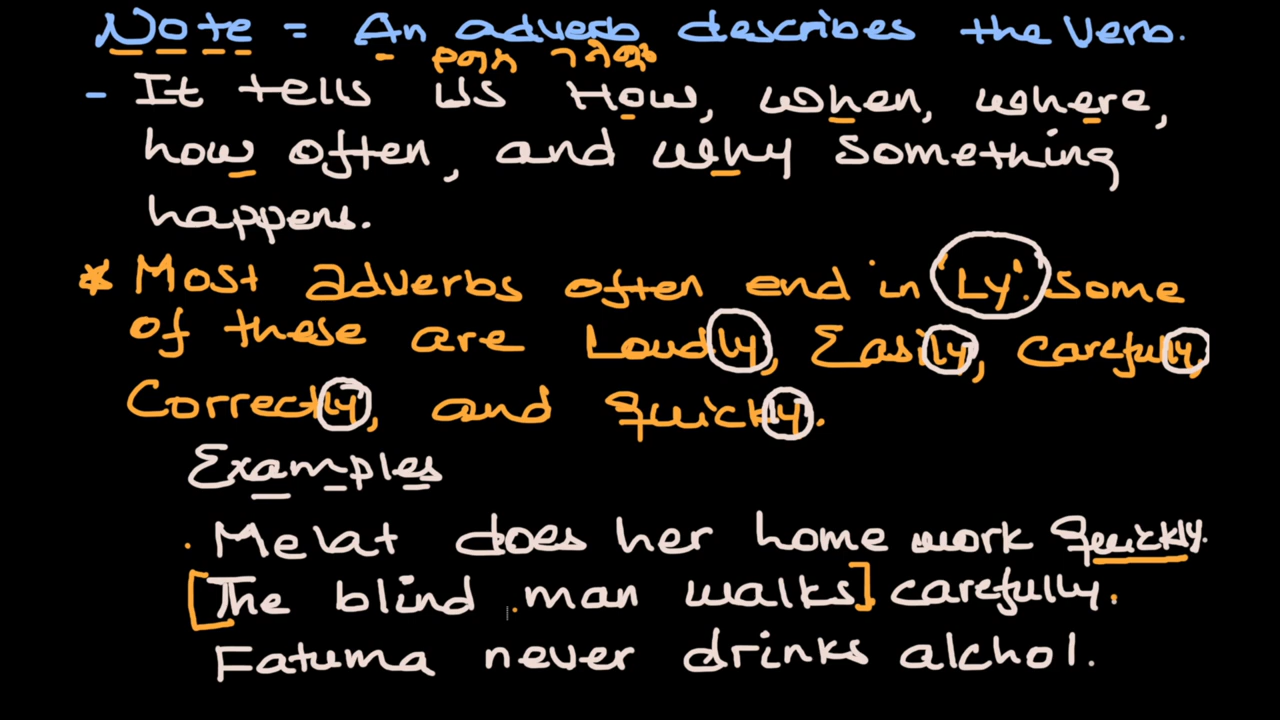 Note = An adverb describes the Verb.
- It tells us How, when, where,
how often, and why something
happens.
* Most adverbs often end in 'Ly'. Some
of these are Loudly, Easily, carefully,
Correctly, and quickly.
Examples
. Melat does her home work quickly.
[The blind man walks] carefully.
Fatuma never drinks alchol.